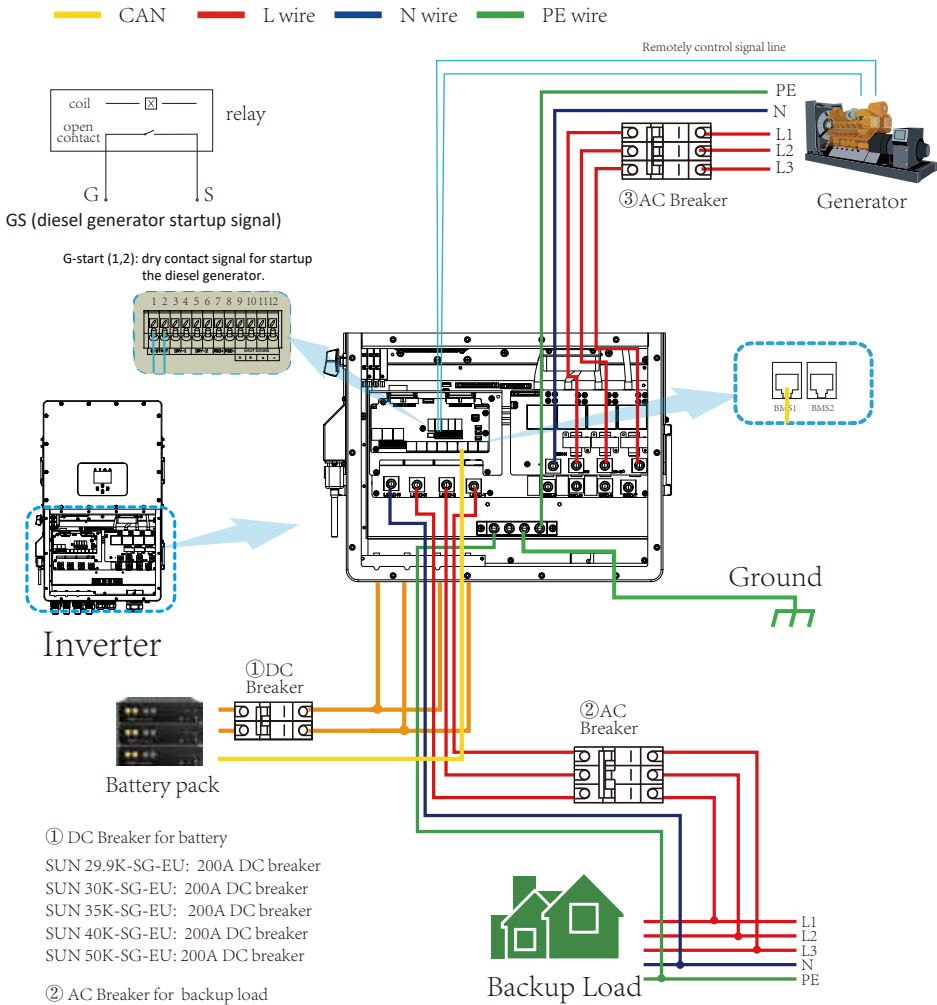 CAN L wire N wire PE wire
Remotely control signal line
PE
N
coil
relay
open
contact
L1
L2
L3
③AC Breaker
Generator
G S
GS (diesel generator startup signal)
G-start (1,2): dry contact signal for startup
the diesel generator.
1 2 3 4 5 6 7 8 9 10 11 12
BMS1 BMS2
Ground
Inverter
①DC
Breaker
②AC
Breaker
Battery pack
① DC Breaker for battery
SUN 29.9K-SG-EU: 200A DC breaker
SUN 30K-SG-EU: 200A DC breaker
SUN 35K-SG-EU: 200A DC breaker
SUN 40K-SG-EU: 200A DC breaker
SUN 50K-SG-EU: 200A DC breaker
② AC Breaker for backup load
L1
L2
L3
N
PE
Backup Load